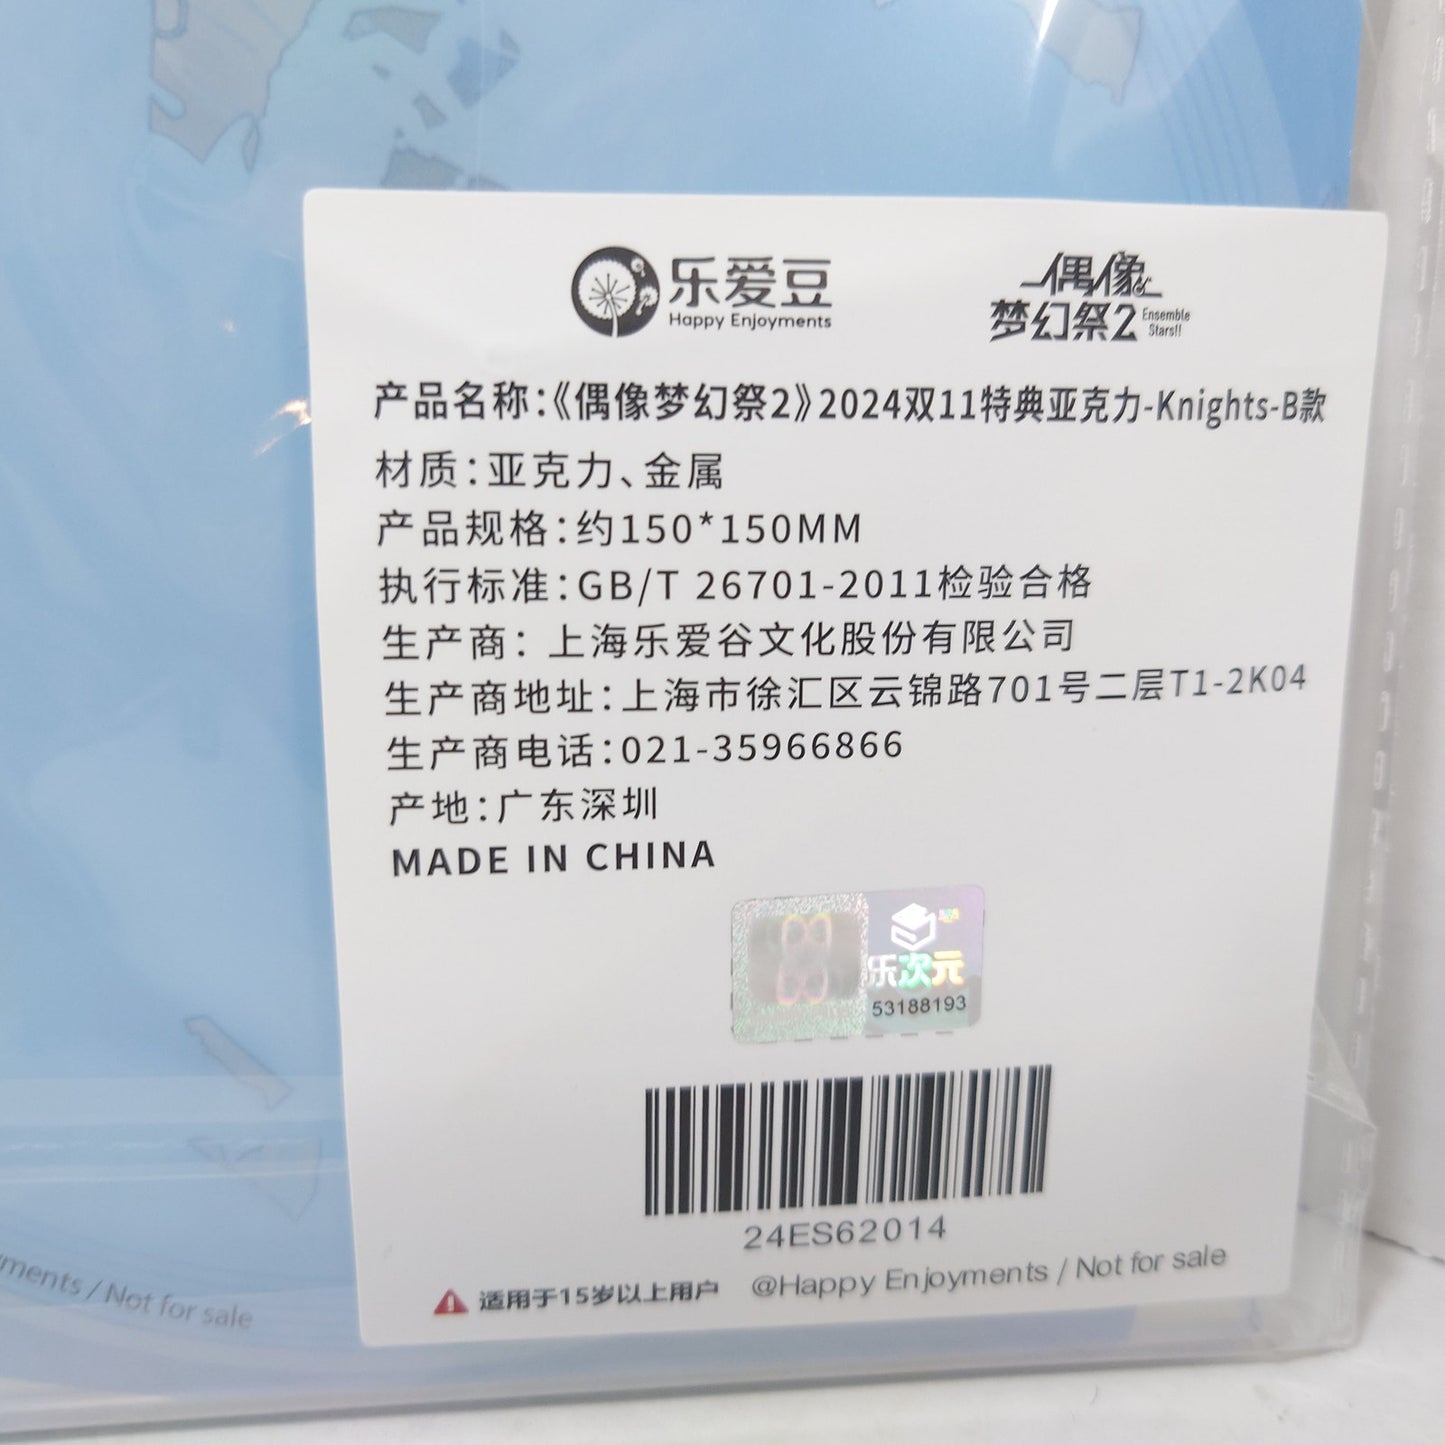 乐爱豆
Happy Enjoyments
偶像
梦幻祭2 Ensemble Stars!!
产品名称:《偶像梦幻祭2》2024双11特典亚克力-Knights-B款
材质:亚克力、金属
产品规格:约150*150MM
执行标准:GB/T 26701-2011检验合格
生产商: 上海乐爱谷文化股份有限公司
生产商地址:上海市徐汇区云锦路701号二层T1-2K04
生产商电话:021-35966866
产地:广东深圳
MADE IN CHINA
乐次元
53188193
24ES62014
适用于15岁以上用户 @Happy Enjoyments / Not for sale
/ Not for sale